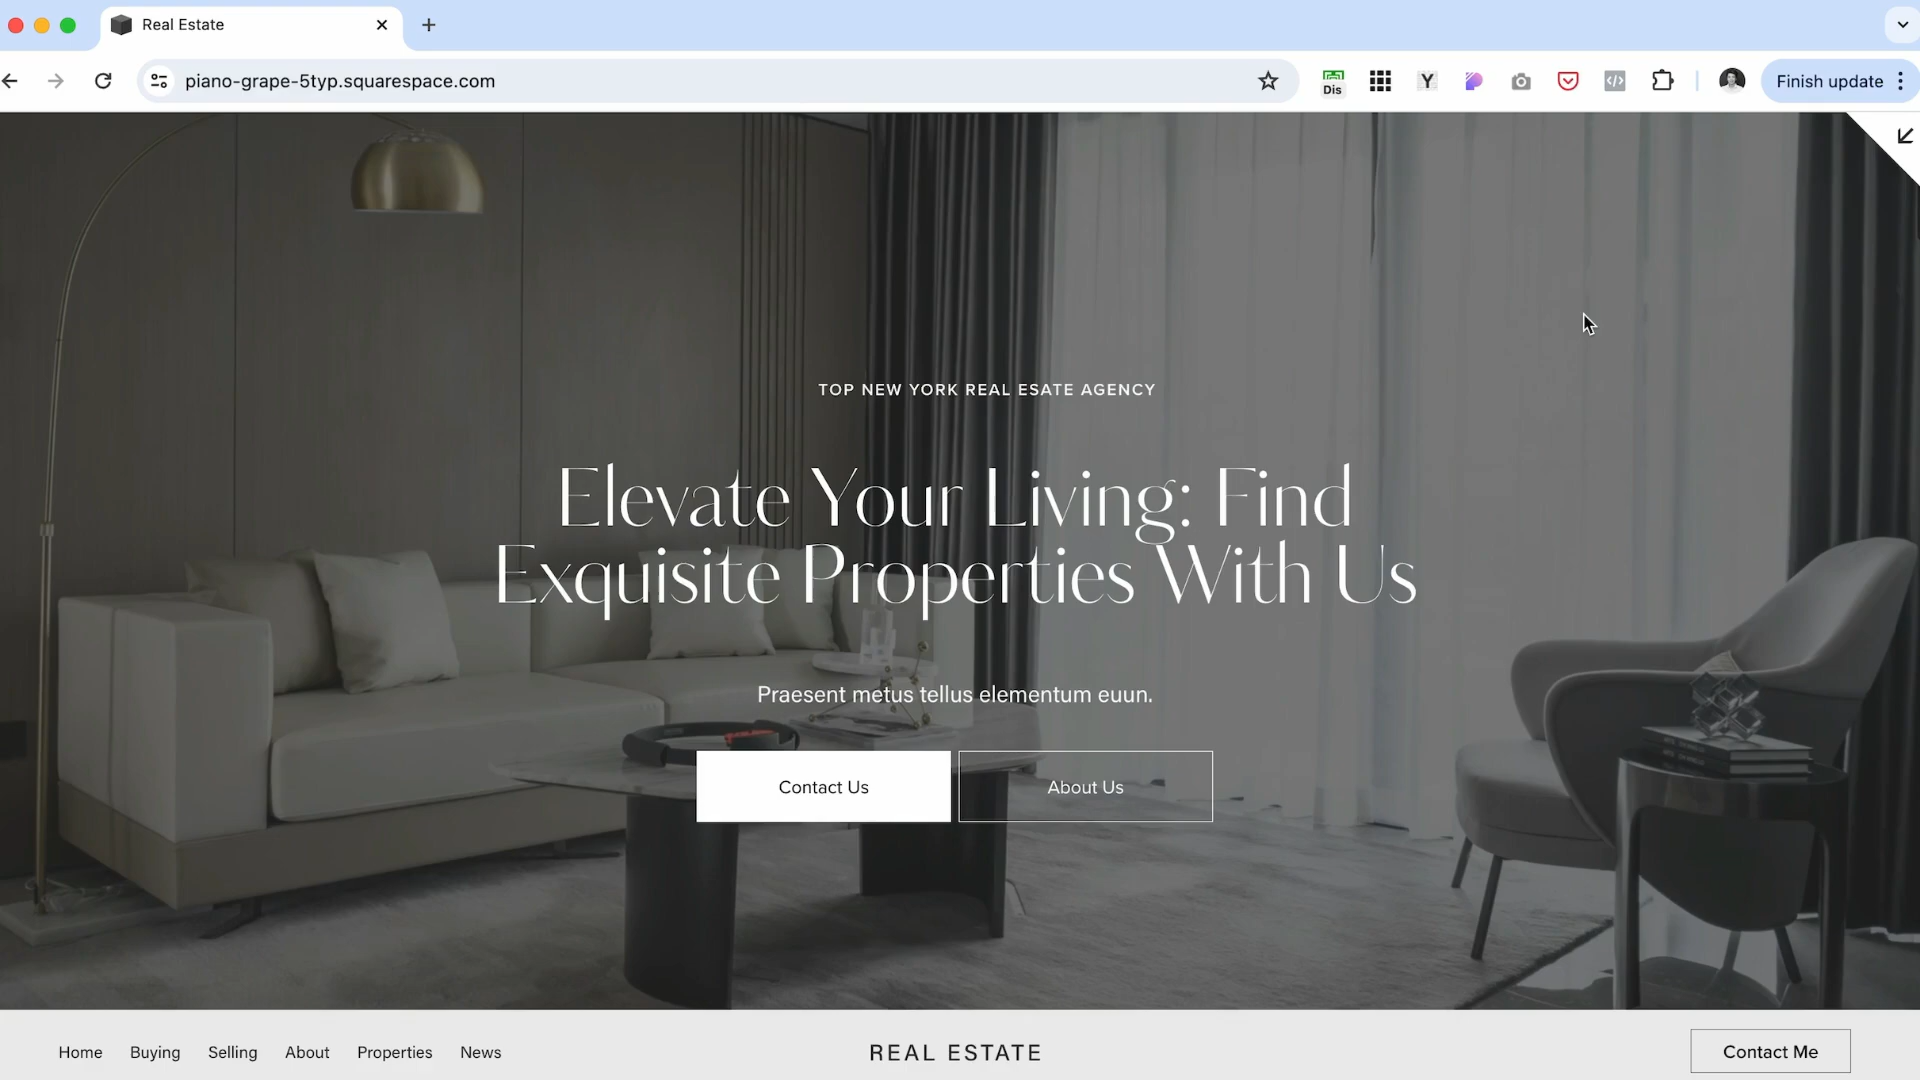 Real Estate
piano-grape-5typ.squarespace.com
Dis
Y
Finish update
TOP NEW YORK REAL ESATE AGENCY
Elevate Your Living: Find
Exquisite Properties With Us
Praesent metus tellus elementum euun.
Contact Us
About Us
Home
Buying
Selling
About
Properties
News
REAL ESTATE
Contact Me